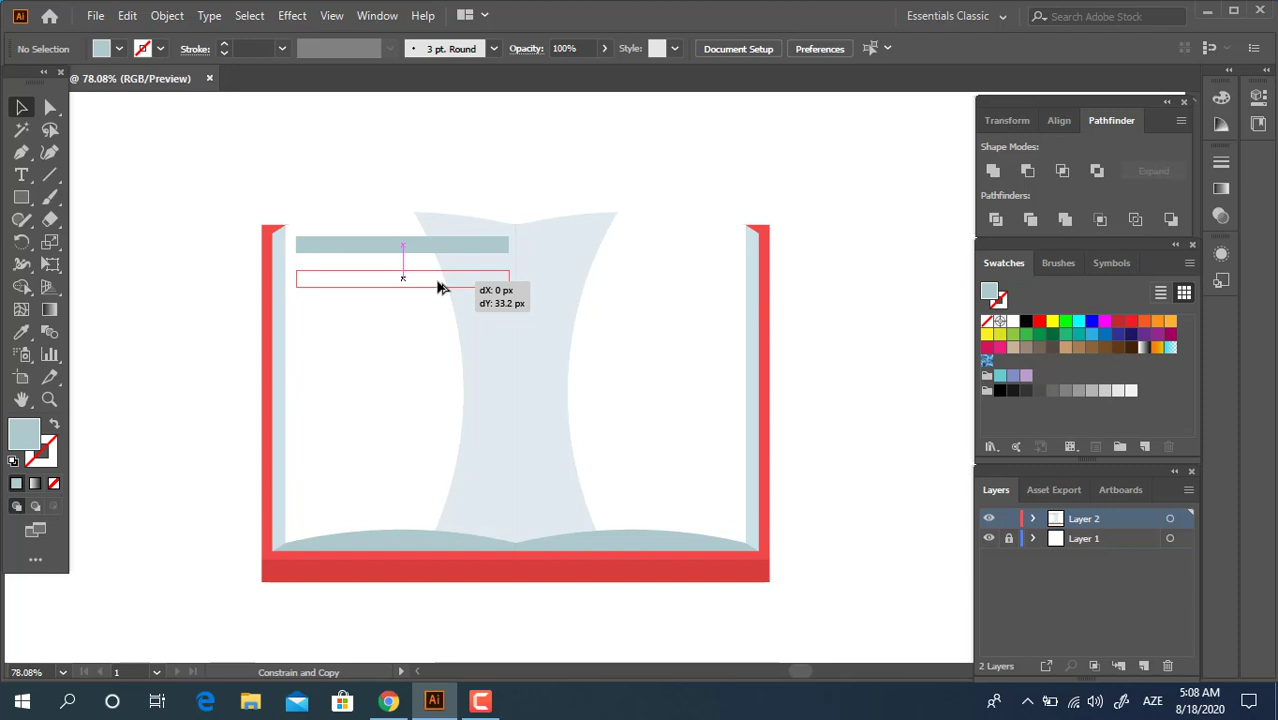 Ai File Edit Object Type Select Effect View Window Help Essentials Classic Search Adobe Stock
No Selection Stroke: 3 pt. Round Opacity: 100% Style: Document Setup Preferences
@ 78.08% (RGB/Preview)
Transform Align Pathfinder
Shape Modes:
Expand
Pathfinders:
Swatches Brushes Symbols
dX: 0 px
dY: 33.2 px
Layers Asset Export Artboards
Layer 2
Layer 1
78.08% 1 Constrain and Copy 2 Layers
Ai AZE 5:08 AM
8/18/2020